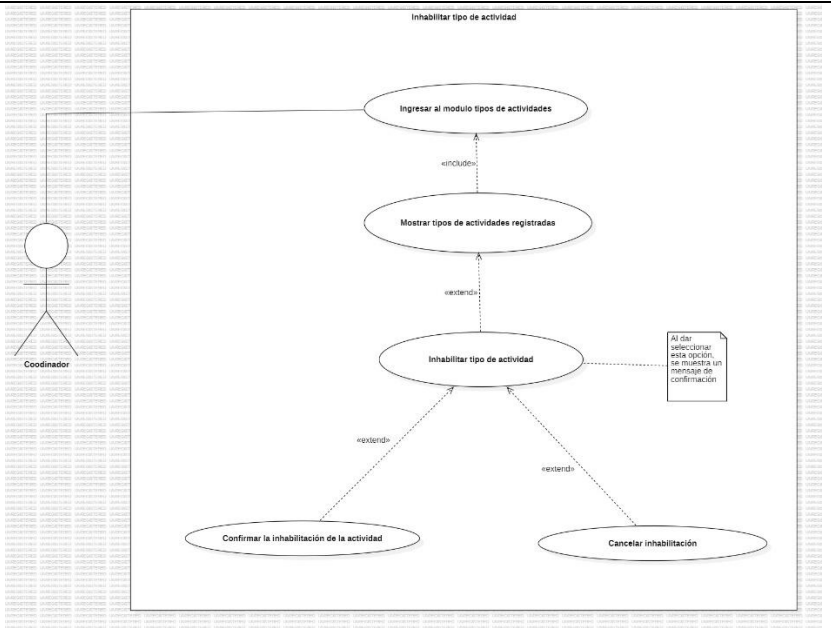 Inhabilitar tipo de actividad
Ingresar al modulo tipos de actividades
«include»
Mostrar tipos de actividades registradas
«extend»
Inhabilitar tipo de actividad
Al dar
seleccionar
esta opción,
se muestra un
mensaje de
confirmación
Coodinador
«extend»
«extend»
Confirmar la inhabilitación de la actividad
Cancelar inhabilitación